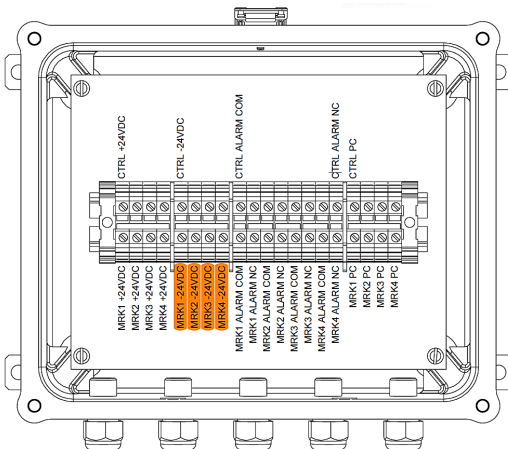 CTRL +24VDC
CTRL -24VDC
CTRL ALARM COM
CTRL ALARM NC
CTRL PC
MRK1 +24VDC
MRK2 +24VDC
MRK3 +24VDC
MRK4 +24VDC
MRK1 -24VDC
MRK2 -24VDC
MRK3 -24VDC
MRK4 -24VDC
MRK1 ALARM COM
MRK1 ALARM NC
MRK2 ALARM COM
MRK2 ALARM NC
MRK3 ALARM COM
MRK3 ALARM NC
MRK4 ALARM COM
MRK4 ALARM NC
MRK1 PC
MRK2 PC
MRK3 PC
MRK4 PC